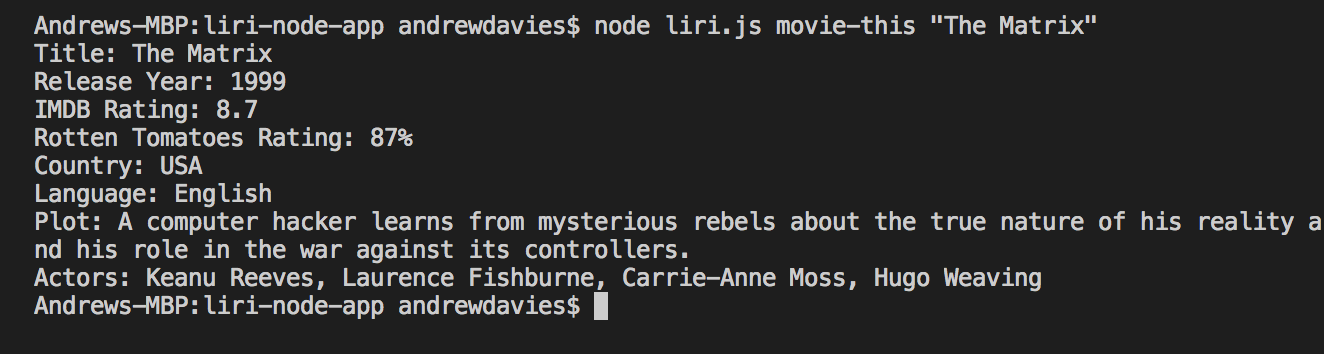 Andrews-MBP:liri-node-app andrewdavies$ node liri.js movie-this "The Matrix"
Title: The Matrix
Release Year: 1999
IMDB Rating: 8.7
Rotten Tomatoes Rating: 87%
Country: USA
Language: English
Plot: A computer hacker learns from mysterious rebels about the true nature of his reality a
nd his role in the war against its controllers.
Actors: Keanu Reeves, Laurence Fishburne, Carrie-Anne Moss, Hugo Weaving
Andrews-MBP:liri-node-app andrewdavies$